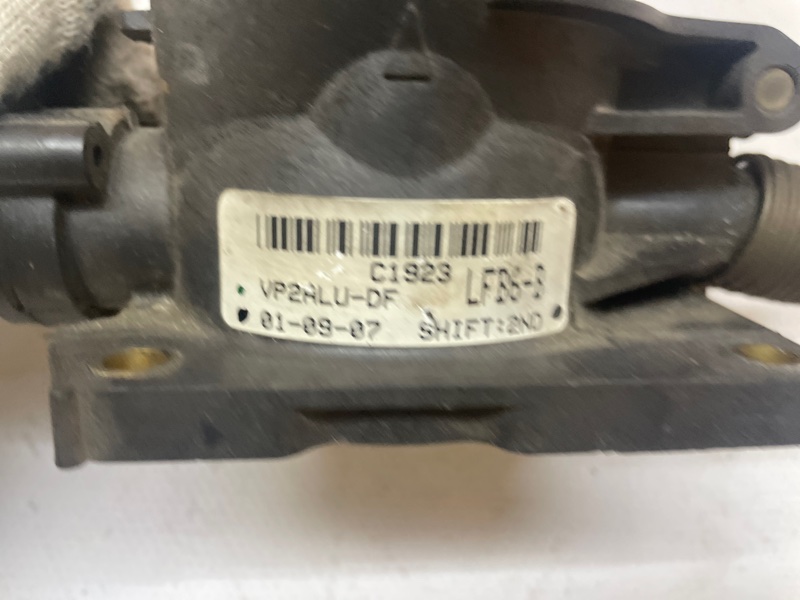 C1923
VP2ALU-DF LFB6-B
01-09-07 SHIFT:2ND